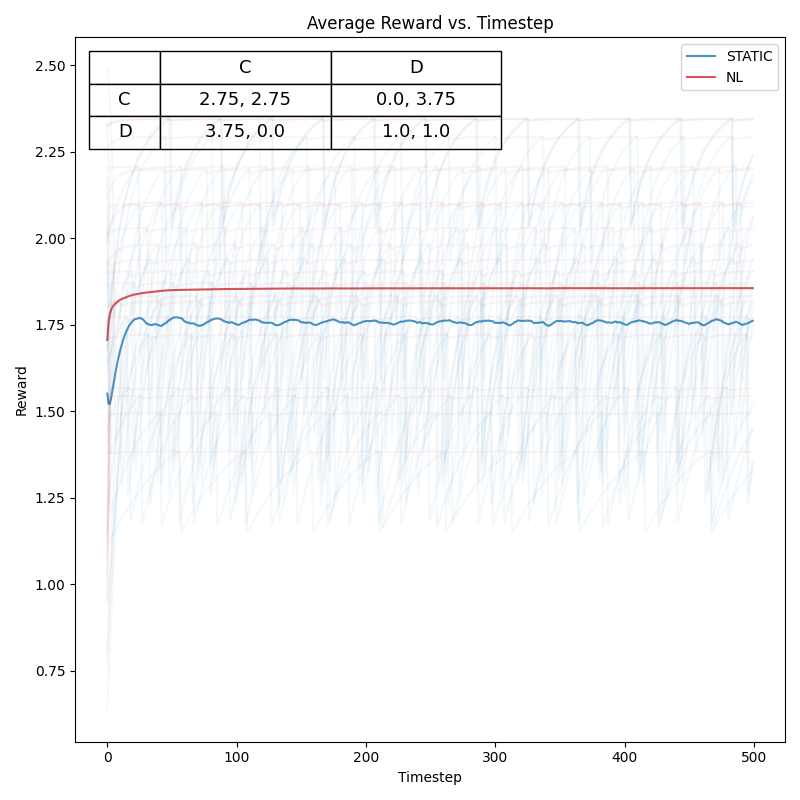 Average Reward vs. Timestep
C D
C 2.75, 2.75 0.0, 3.75
D 3.75, 0.0 1.0, 1.0
STATIC
NL
2.50
2.25
2.00
1.75
1.50
1.25
1.00
0.75
Reward
0 100 200 300 400 500
Timestep